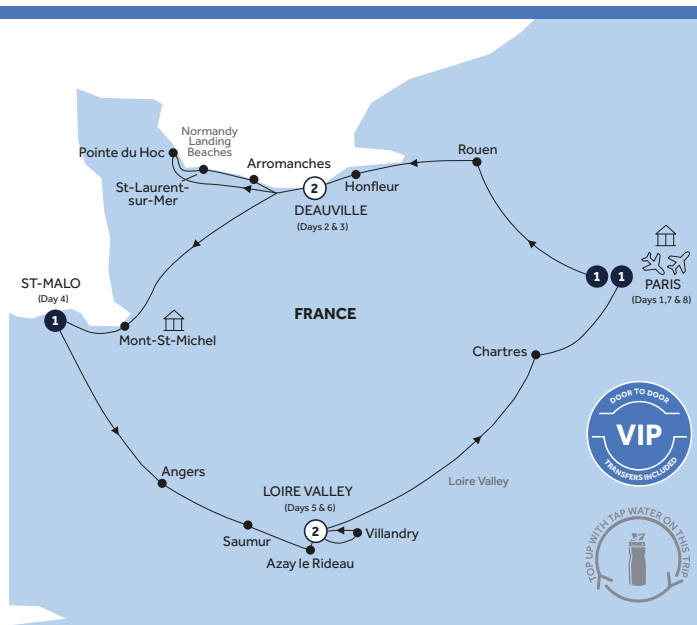 Normandy
Landing
Beaches
Pointe du Hoc
Arromanches
Rouen
St-Laurent-
sur-Mer
2
Honfleur
DEAUVILLE
(Days 2 & 3)
1 1
PARIS
(Days 1,7 & 8)
ST-MALO
(Day 4)
1
FRANCE
Mont-St-Michel
Chartres
DOOR TO DOOR
VIP
TRANSFERS INCLUDED
Angers
LOIRE VALLEY
(Days 5 & 6)
Loire Valley
2
Villandry
Saumur
Azay le Rideau
TOP UP WITH TAP WATER ON THIS TRIP